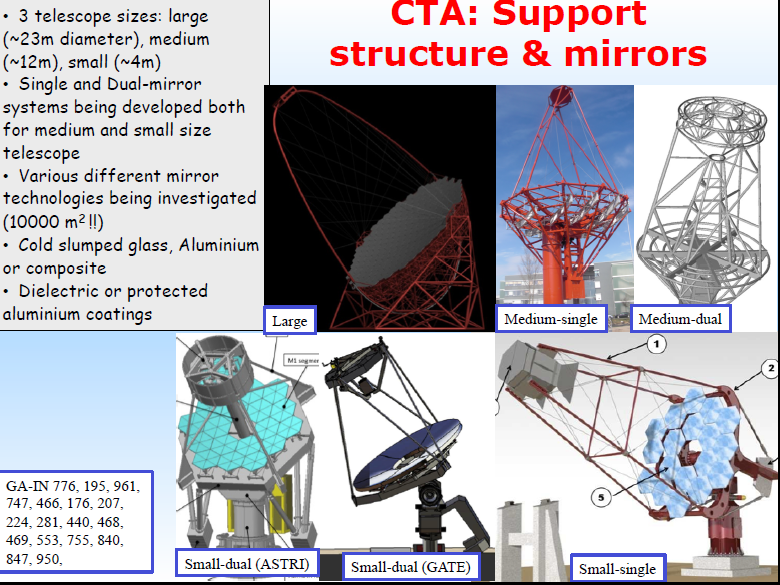 CTA: Support
structure & mirrors
• 3 telescope sizes: large
(~23m diameter), medium
(~12m), small (~4m)
• Single and Dual-mirror
systems being developed both
for medium and small size
telescope
• Various different mirror
technologies being investigated
(10000 m²!!)
• Cold slumped glass, Aluminium
or composite
• Dielectric or protected
aluminium coatings
Large
Medium-single
Medium-dual
M1 segmen
1
2
5
GA-IN 776, 195, 961,
747, 466, 176, 207,
224, 281, 440, 468,
469, 553, 755, 840,
847, 950,
Small-dual (ASTRI)
Small-dual (GATE)
Small-single